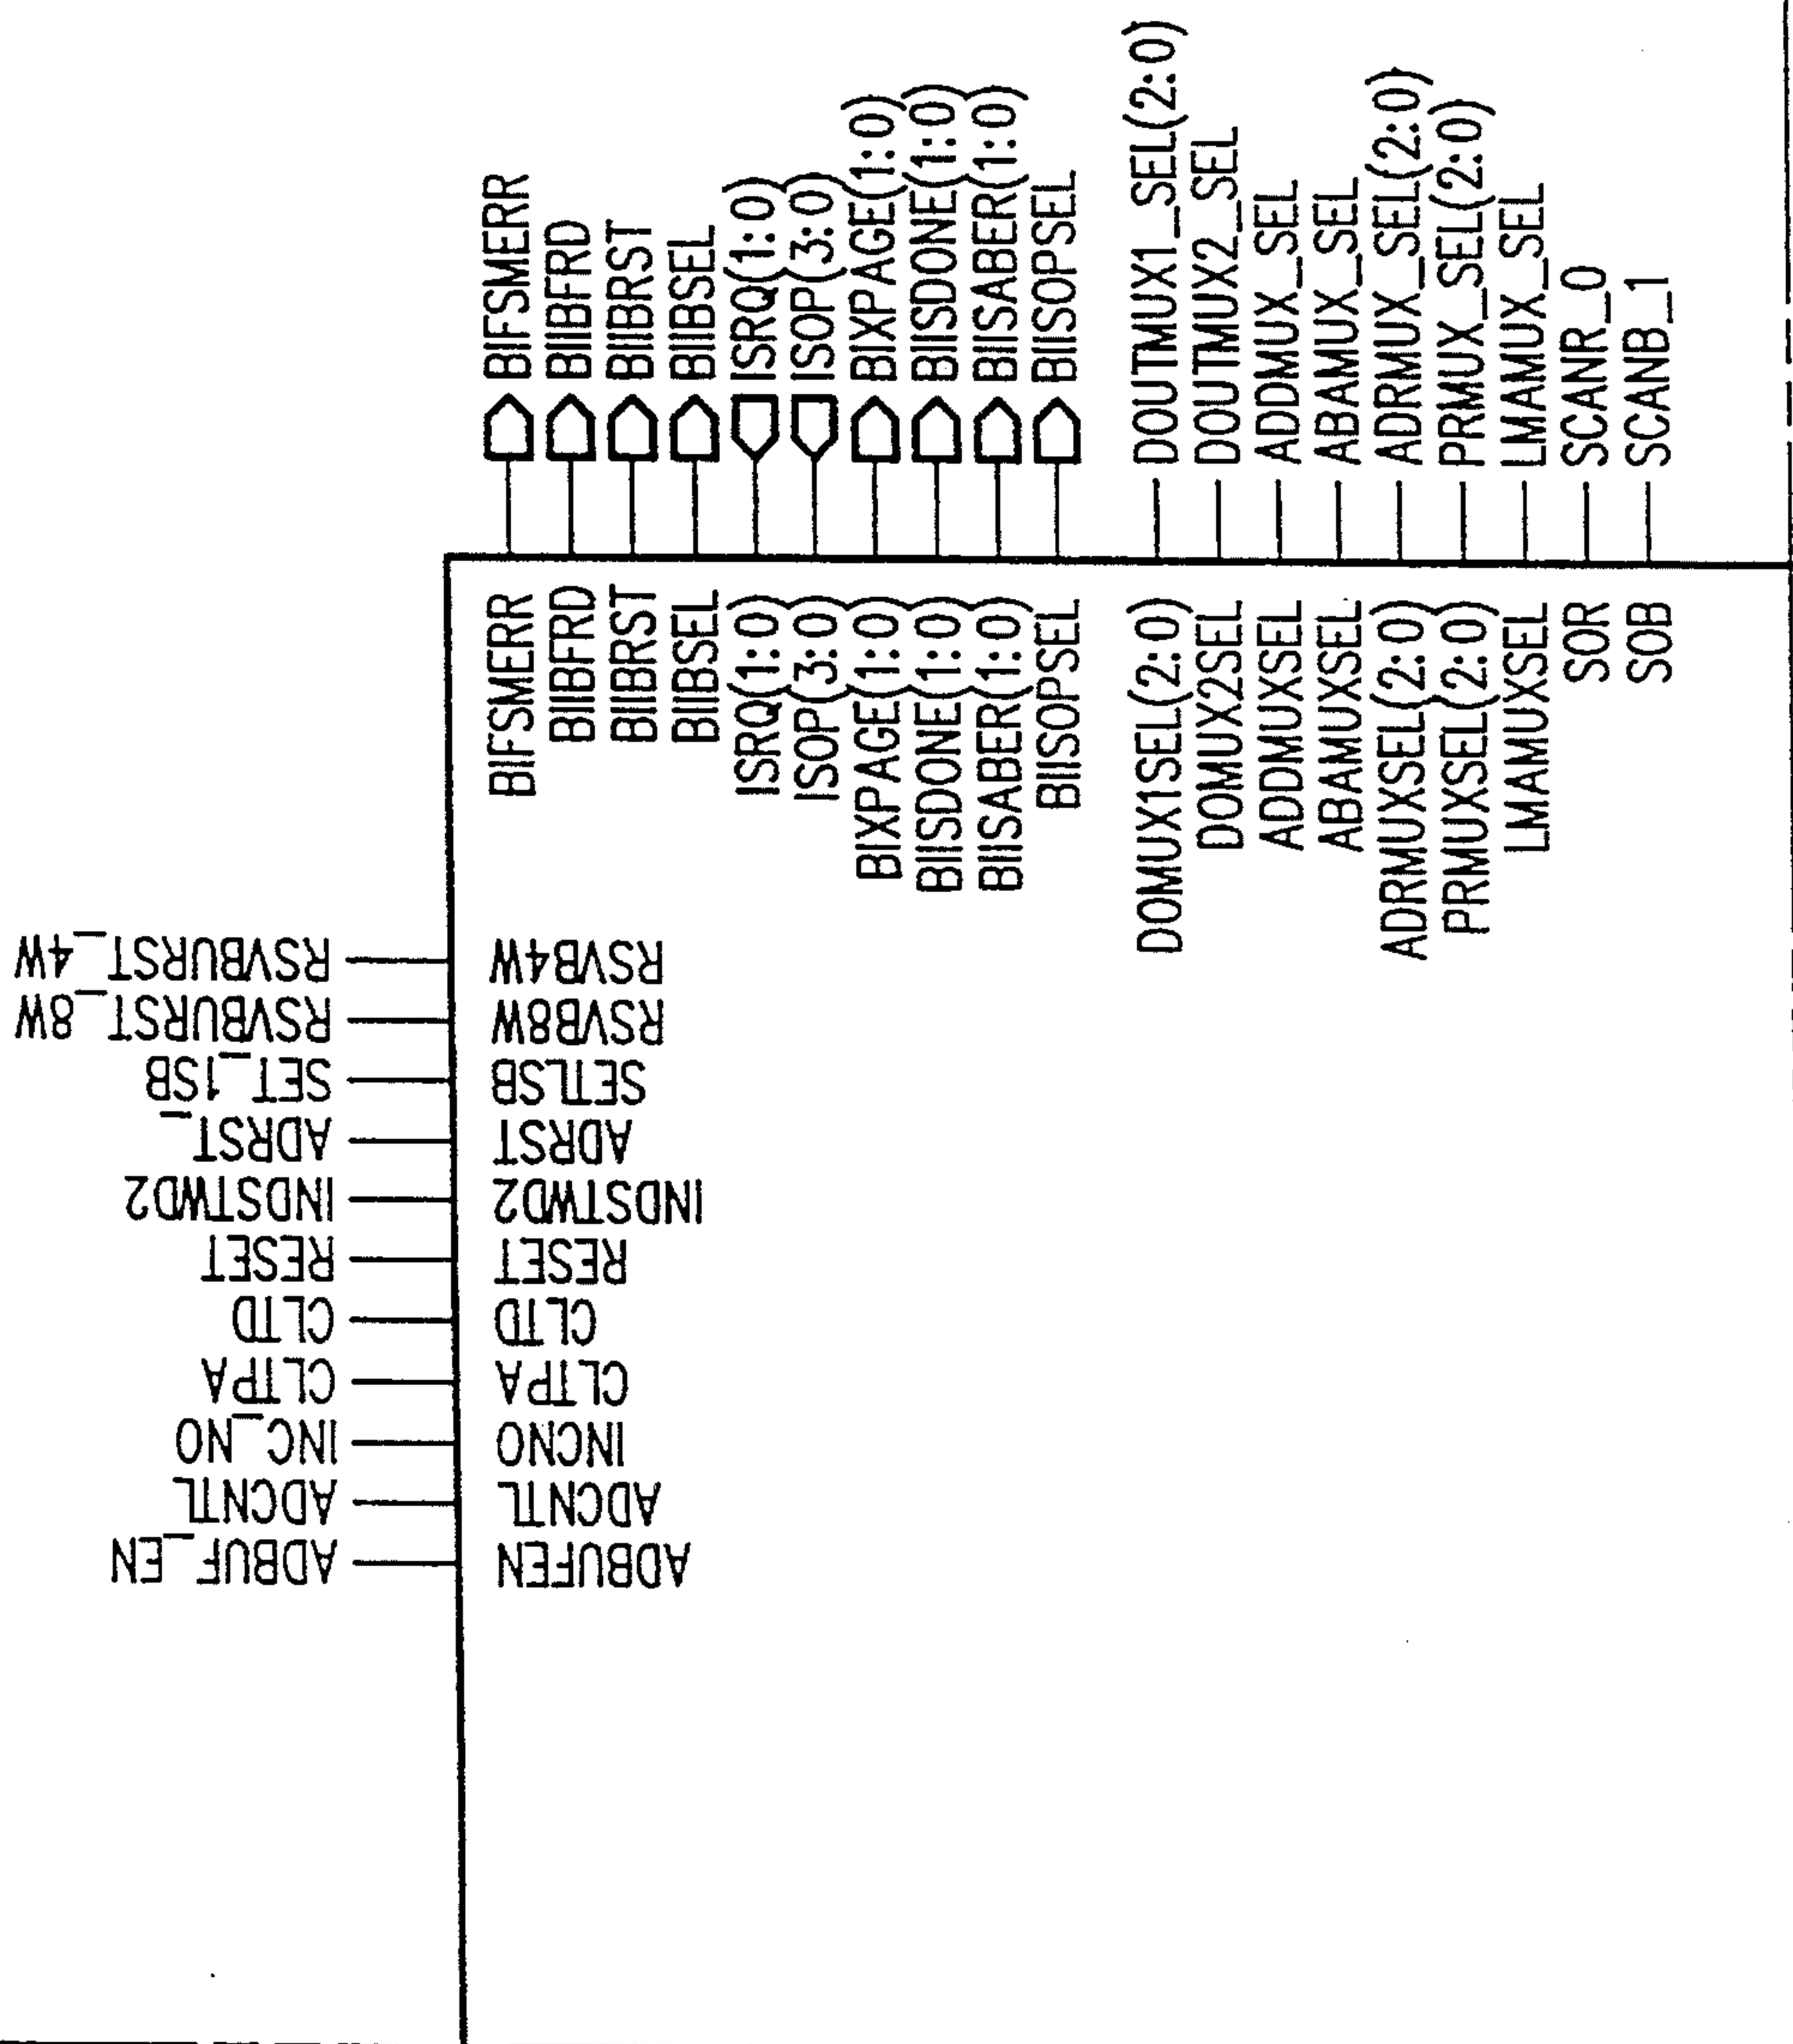 RSVBURST_4W
RSVBURST_8W
SET_1SB
ADRST_
INDSTWD2
RESET
CLTD
CLTPA
INC_NO
ADCNTL
ADBUF_EN
RSVB4W
RSVB8W
SETLSB
ADRST
INDSTWD2
RESET
CLTD
CLTPA
INCNO
ADCNTL
ADBUFEN
BIFSMERR BIFSMERR
BIIBFRD BIIBFRD
BIIBRST BIIBRST
BIIBSEL BIIBSEL
ISRQ(1:0) ISRQ(1:0)
ISOP(3:0) ISOP(3:0)
BIXPAGE(1:0) BIXPAGE(1:0)
BIISDONE(1:0) BIISDONE(1:0)
BIISABER(1:0) BIISABER(1:0)
BIISOPSEL BIISOPSEL
DOMUX1SEL(2:0) DOUTMUX1_SEL(2:0)
DOMUX2SEL DOUTMUX2_SEL
ADDMUXSEL ADDMUX_SEL
ABAMUXSEL ABAMUX_SEL
ADRMUXSEL(2:0) ADRMUX_SEL(2:0)
PRMUXSEL(2:0) PRMUX_SEL(2:0)
LMAMUXSEL LMAMUX_SEL
SOR SCANR_0
SOB SCANB_1